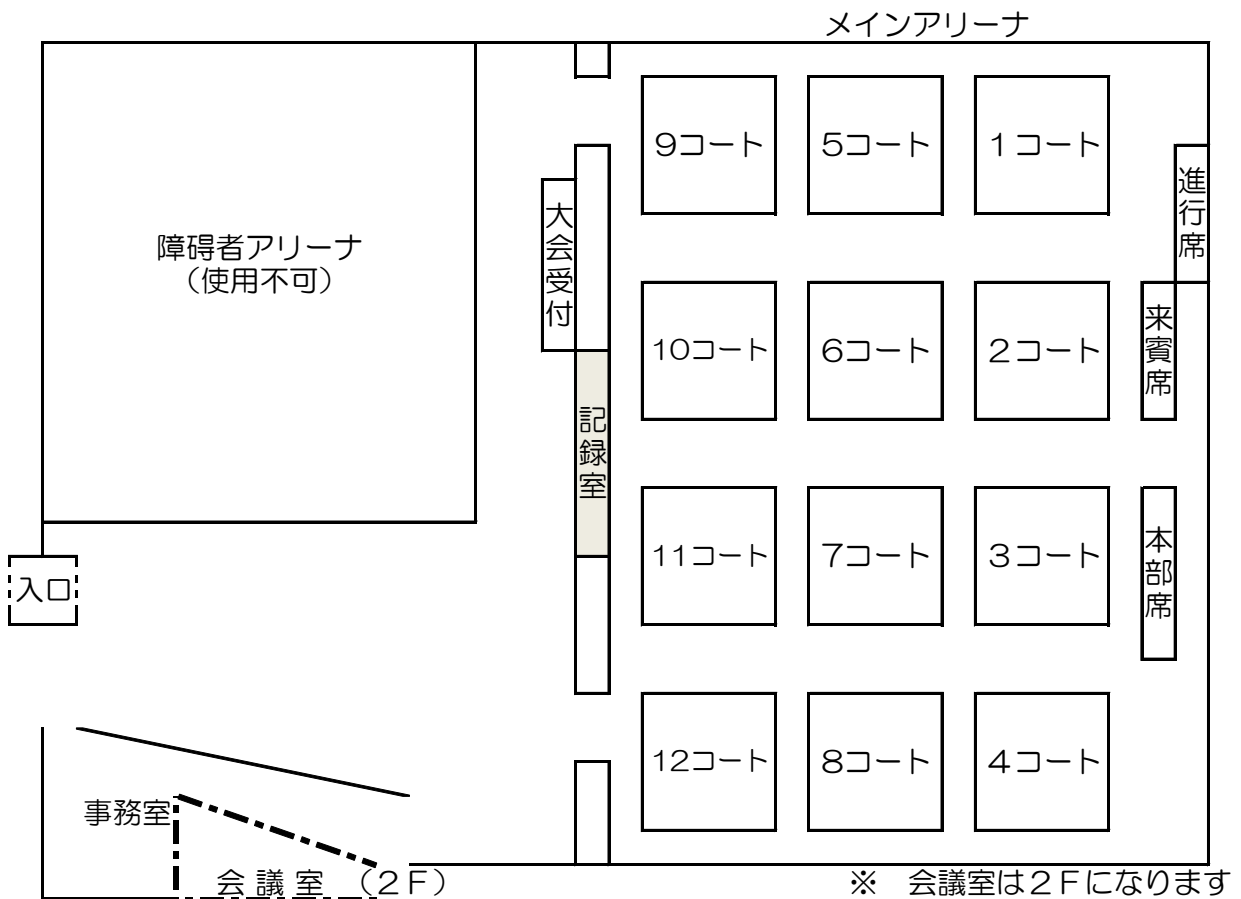 メインアリーナ
9コート
5コート
1コート
進行席
大会受付
障碍者アリーナ
（使用不可）
来賓席
10コート
6コート
2コート
記録室
11コート
7コート
3コート
本部席
入口
12コート
8コート
4コート
事務室
会 議 室 （2Ｆ）
※　会議室は2Ｆになります